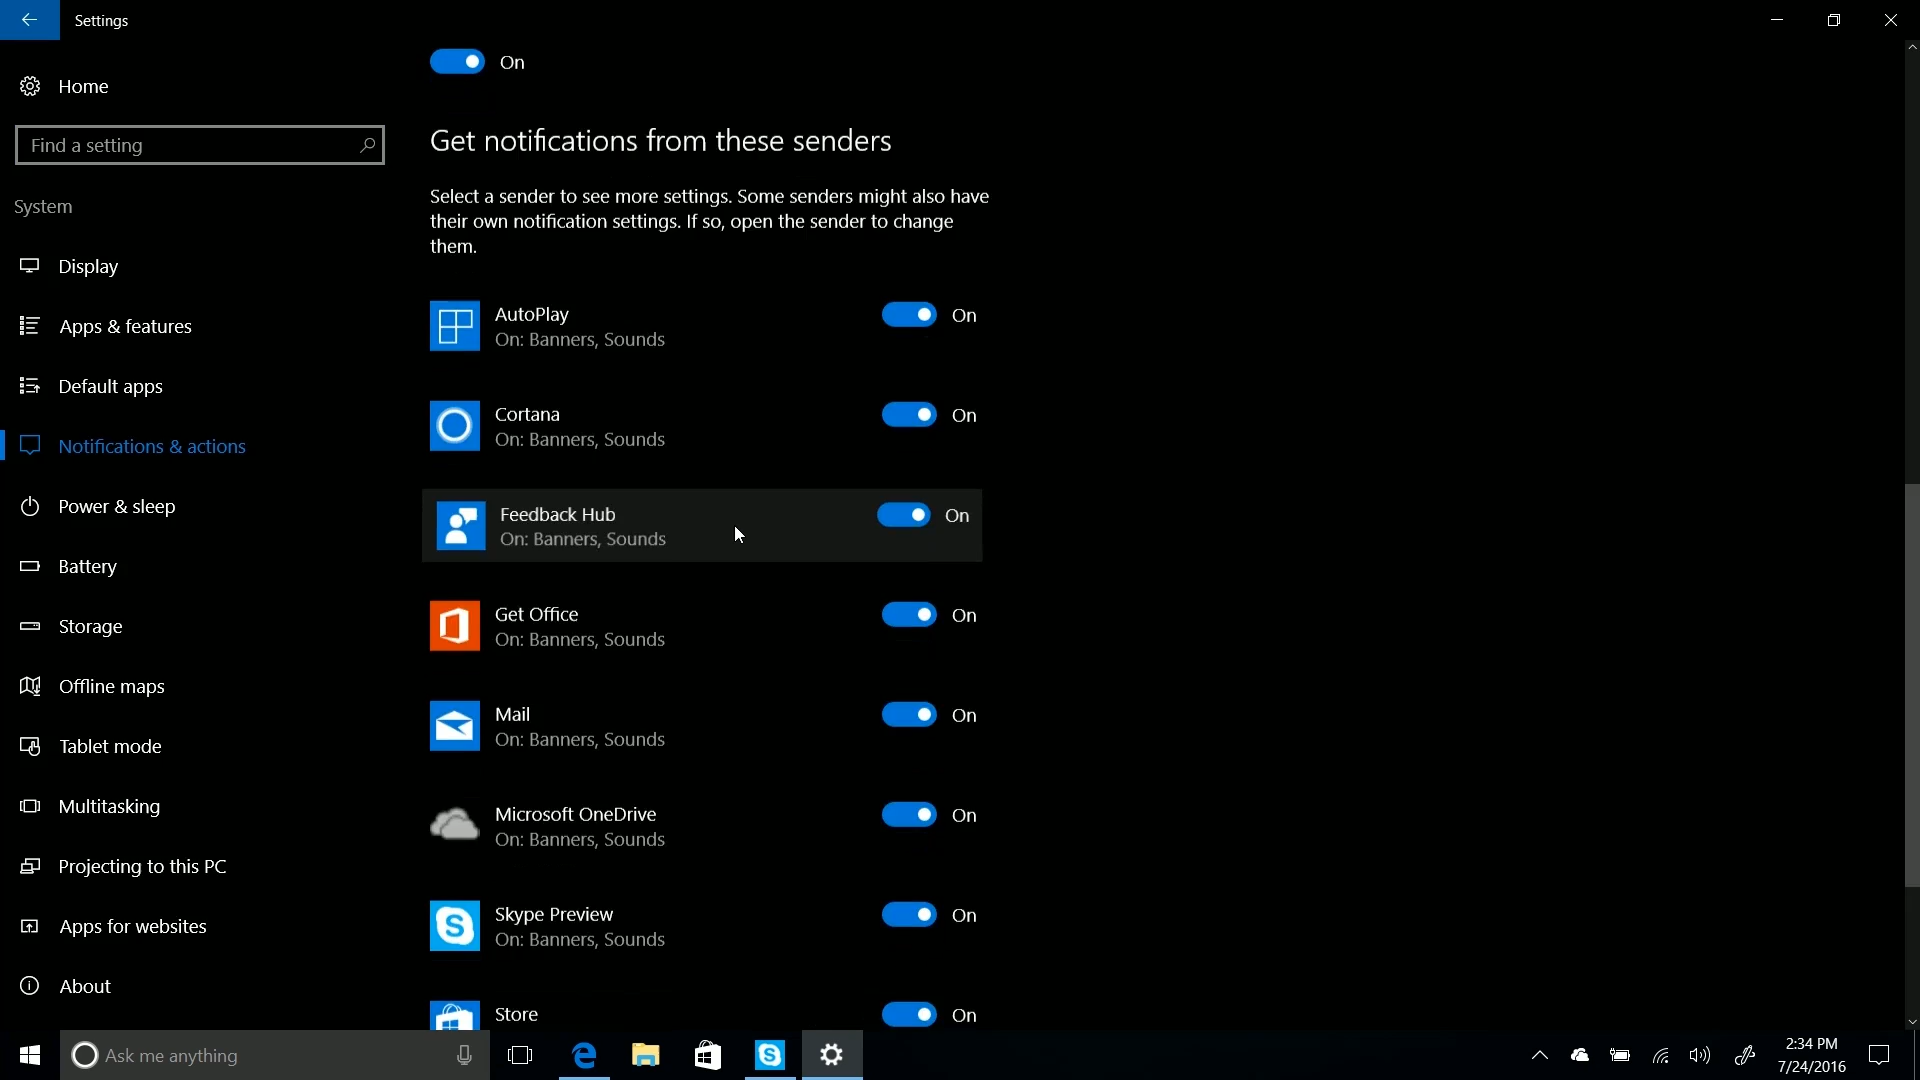 Settings
Home
Find a setting
System
Display
Apps & features
Default apps
Notifications & actions
Power & sleep
Battery
Storage
Offline maps
Tablet mode
Multitasking
Projecting to this PC
Apps for websites
About
On
Get notifications from these senders
Select a sender to see more settings. Some senders might also have
their own notification settings. If so, open the sender to change
them.
AutoPlay
On: Banners, Sounds
On
Cortana
On: Banners, Sounds
On
Feedback Hub
On: Banners, Sounds
On
Get Office
On: Banners, Sounds
On
Mail
On: Banners, Sounds
On
Microsoft OneDrive
On: Banners, Sounds
On
Skype Preview
On: Banners, Sounds
On
Store
On
Ask me anything
2:34 PM
7/24/2016